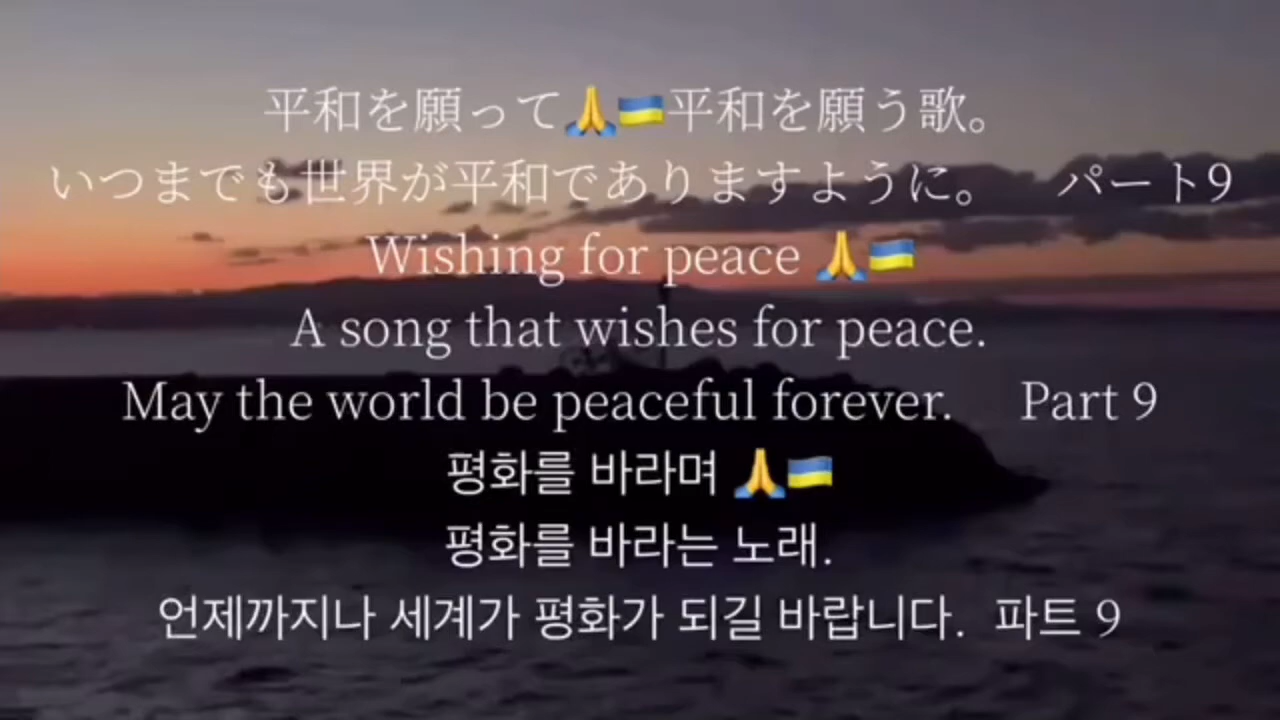 平和を願って🙏🇺🇦平和を願う歌。
いつまでも世界が平和でありますように。　パート9
Wishing for peace 🙏🇺🇦
A song that wishes for peace.
May the world be peaceful forever.　Part 9
평화를 바라며 🙏🇺🇦
평화를 바라는 노래.
언제까지나 세계가 평화가 되길 바랍니다. 파트 9